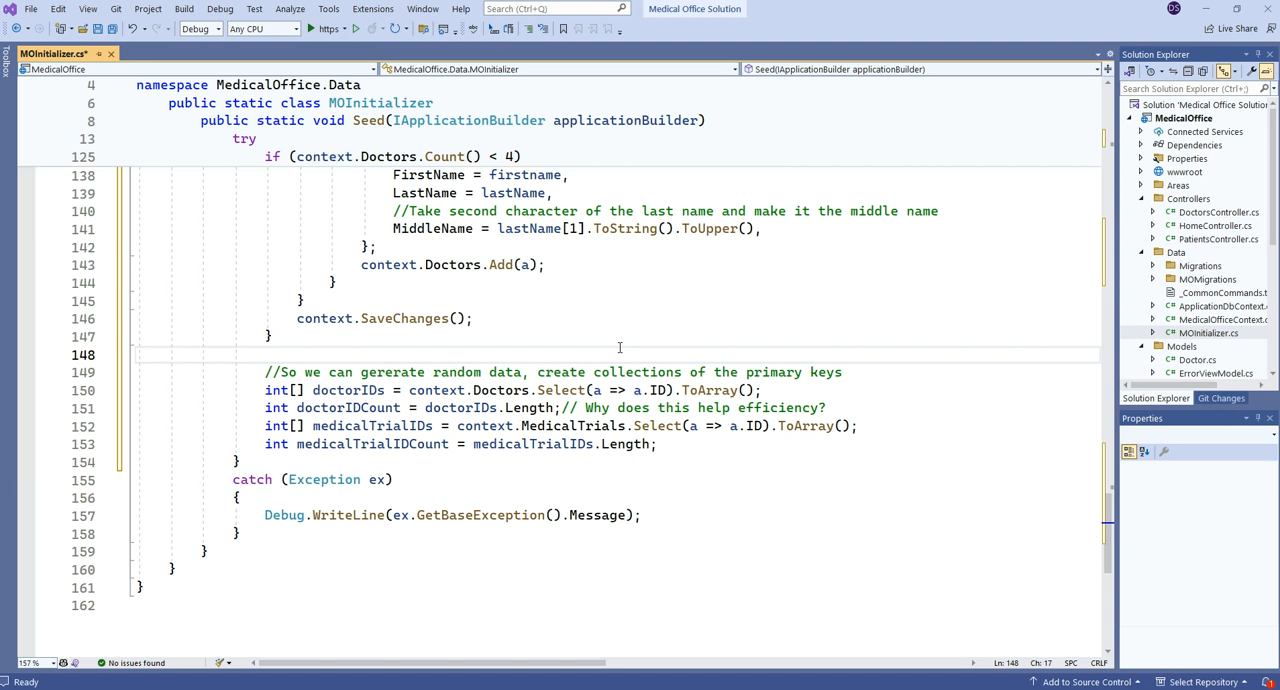 File Edit View Git Project Build Debug Test Analyze Tools Extensions Window Help Search (Ctrl+Q) Medical Office Solution DS
Debug Any CPU https Live Share
Toolbox
MOInitializer.cs*
MedicalOffice MedicalOffice.Data.MOInitializer Seed(IApplicationBuilder applicationBuilder)
4 namespace MedicalOffice.Data
6 public static class MOInitializer
8 public static void Seed(IApplicationBuilder applicationBuilder)
13 try
125 if (context.Doctors.Count() < 4)
138 FirstName = firstname,
139 LastName = lastName,
140 //Take second character of the last name and make it the middle name
141 MiddleName = lastName[1].ToString().ToUpper(),
142 };
143 context.Doctors.Add(a);
144 }
145 }
146 context.SaveChanges();
147 }
148
149 //So we can gererate random data, create collections of the primary keys
150 int[] doctorIDs = context.Doctors.Select(a => a.ID).ToArray();
151 int doctorIDCount = doctorIDs.Length;// Why does this help efficiency?
152 int[] medicalTrialIDs = context.MedicalTrials.Select(a => a.ID).ToArray();
153 int medicalTrialIDCount = medicalTrialIDs.Length;
154 }
155 catch (Exception ex)
156 {
157 Debug.WriteLine(ex.GetBaseException().Message);
158 }
159 }
160 }
161 }
162
157 % No issues found Ln: 148 Ch: 17 SPC CRLF
Solution Explorer
Search Solution Explorer (Ctrl+;)
Solution 'Medical Office Solution
MedicalOffice
Connected Services
Dependencies
Properties
wwwroot
Areas
Controllers
C# DoctorsController.cs
C# HomeController.cs
C# PatientsController.cs
Data
Migrations
MOMigrations
_CommonCommands.t
C# ApplicationDbContext.c
C# MedicalOfficeContext.c
C# MOInitializer.cs
Models
C# Doctor.cs
C# ErrorViewModel.cs
Solution Explorer Git Changes
Properties
Ready Add to Source Control Select Repository 1